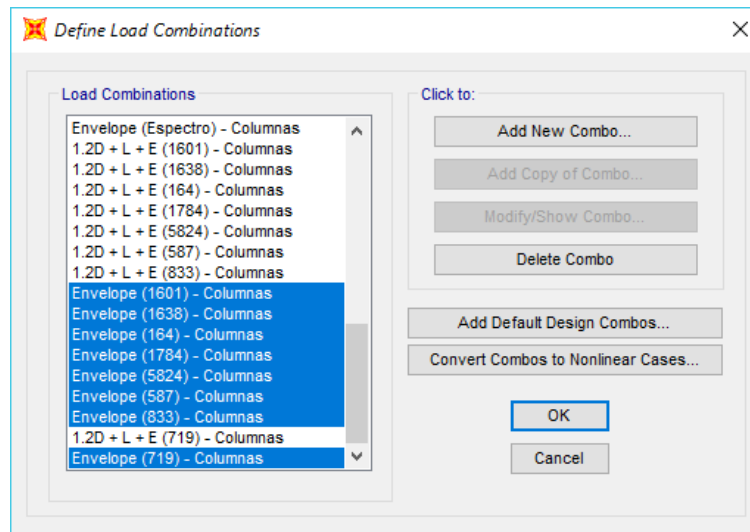 Define Load Combinations
Load Combinations
Envelope (Espectro) - Columnas
1.2D + L + E (1601) - Columnas
1.2D + L + E (1638) - Columnas
1.2D + L + E (164) - Columnas
1.2D + L + E (1784) - Columnas
1.2D + L + E (5824) - Columnas
1.2D + L + E (587) - Columnas
1.2D + L + E (833) - Columnas
Envelope (1601) - Columnas
Envelope (1638) - Columnas
Envelope (164) - Columnas
Envelope (1784) - Columnas
Envelope (5824) - Columnas
Envelope (587) - Columnas
Envelope (833) - Columnas
1.2D + L + E (719) - Columnas
Envelope (719) - Columnas
Click to:
Add New Combo...
Add Copy of Combo...
Modify/Show Combo...
Delete Combo
Add Default Design Combos...
Convert Combos to Nonlinear Cases...
OK
Cancel